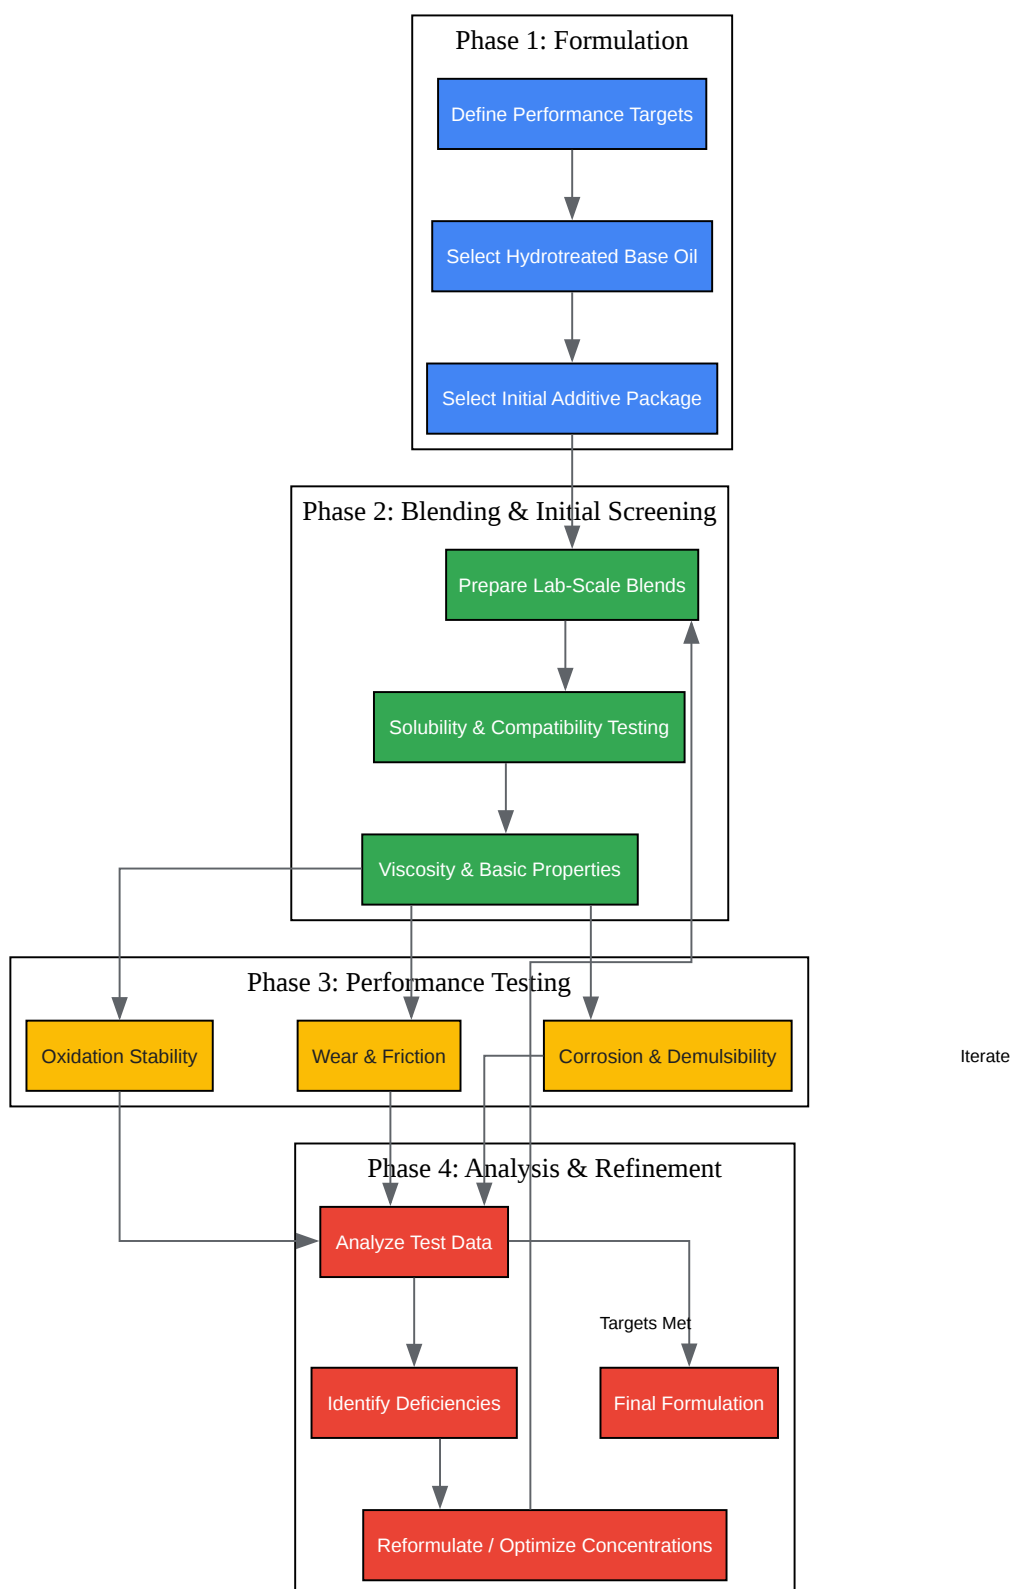 Phase 1: Formulation
Define Performance Targets
Select Hydrotreated Base Oil
Select Initial Additive Package
Phase 2: Blending & Initial Screening
Prepare Lab-Scale Blends
Solubility & Compatibility Testing
Viscosity & Basic Properties
Phase 3: Performance Testing
Oxidation Stability
Wear & Friction
Corrosion & Demulsibility
Iterate
Phase 4: Analysis & Refinement
Analyze Test Data
Targets Met
Identify Deficiencies
Final Formulation
Reformulate / Optimize Concentrations